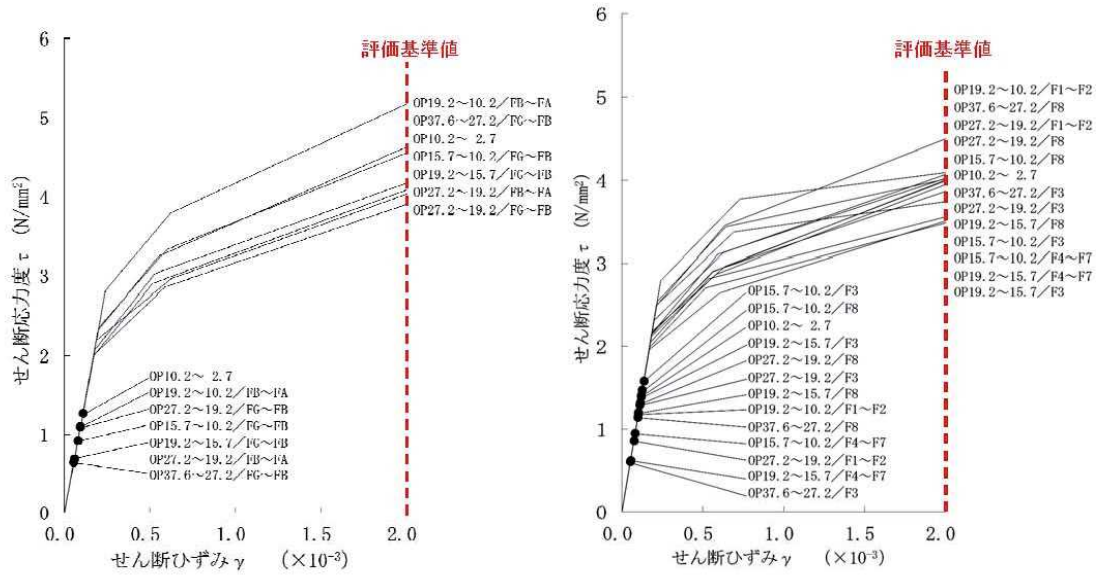 評価基準値
6
5
4
3
2
1
0
せん断応力度 τ (N/mm²)
OP19.2~10.2/FB~FA
OP37.6~27.2/FG~FB
OP10.2~ 2.7
OP15.7~10.2/FG~FB
OP19.2~15.7/FG~FB
OP27.2~19.2/FB~FA
OP27.2~19.2/FG~FB
OP10.2~ 2.7
OP19.2~10.2/FB~FA
OP27.2~19.2/FG~FB
OP15.7~10.2/FG~FB
OP19.2~15.7/FG~FB
OP27.2~19.2/FB~FA
OP37.6~27.2/FG~FB
0.0 0.5 1.0 1.5 2.0
せん断ひずみ γ (×10⁻³)
評価基準値
6
5
4
3
2
1
0
せん断応力度 τ (N/mm²)
OP19.2~10.2/F1~F2
OP37.6~27.2/F8
OP27.2~19.2/F1~F2
OP27.2~19.2/F8
OP15.7~10.2/F8
OP10.2~ 2.7
OP37.6~27.2/F3
OP27.2~19.2/F3
OP19.2~15.7/F8
OP15.7~10.2/F3
OP15.7~10.2/F4~F7
OP19.2~15.7/F4~F7
OP19.2~15.7/F3
OP15.7~10.2/F3
OP15.7~10.2/F8
OP10.2~ 2.7
OP19.2~15.7/F3
OP27.2~19.2/F8
OP27.2~19.2/F3
OP19.2~15.7/F8
OP19.2~10.2/F1~F2
OP37.6~27.2/F8
OP15.7~10.2/F4~F7
OP27.2~19.2/F1~F2
OP19.2~15.7/F4~F7
OP37.6~27.2/F3
0.0 0.5 1.0 1.5 2.0
せん断ひずみ γ (×10⁻³)